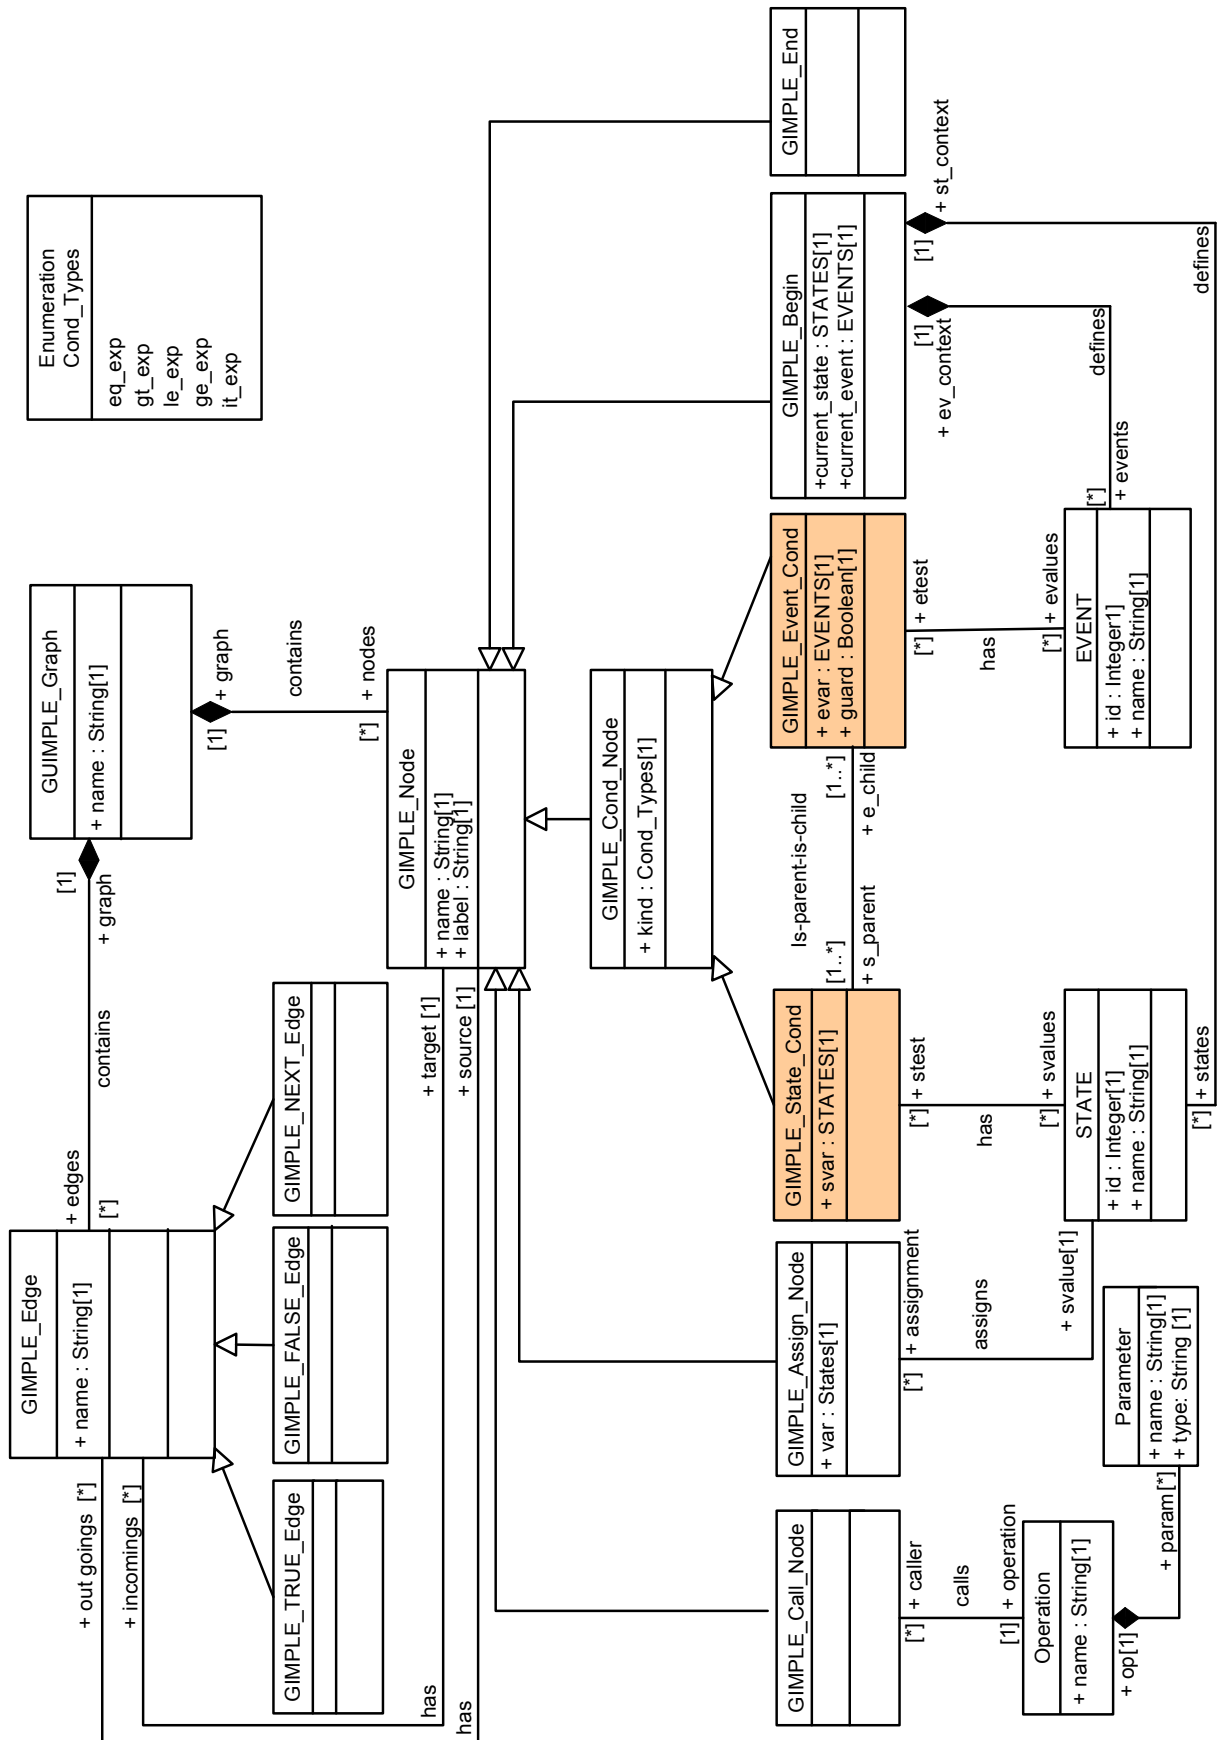 GIMPLE_Edge
+ name : String[1]
+ edges
[*]
contains
[1]
+ graph
GUIMPLE_Graph
+ name : String[1]
Enumeration
Cond_Types
eq_exp
gt_exp
le_exp
ge_exp
it_exp
+ out goings [*]
+ incomings [*]
GIMPLE_TRUE_Edge
GIMPLE_FALSE_Edge
GIMPLE_NEXT_Edge
[1]
+ graph
contains
[*]
+ nodes
has
has
+ target [1]
+ source [1]
GIMPLE_Node
+ name : String[1]
+ label : String[1]
GIMPLE_Cond_Node
+ kind : Cond_Types[1]
GIMPLE_Call_Node
GIMPLE_Assign_Node
+ var : States[1]
GIMPLE_State_Cond
+ svar : STATES[1]
Is-parent-is-child
[1..*]
+ s_parent
[1..*]
+ e_child
GIMPLE_Event_Cond
+ evar : EVENTS[1]
+ guard : Boolean[1]
GIMPLE_Begin
+current_state : STATES[1]
+current_event : EVENTS[1]
GIMPLE_End
[*]
+ caller
calls
[1]
+ operation
[*]
+ assignment
assigns
+ svalue[1]
[*]
+ stest
has
[*]
+ svalues
[*]
+ etest
has
[*]
+ evalues
[1]
+ ev_context
defines
[*]
+ events
[1]
+ st_context
defines
[*]
+ states
Operation
+ name : String[1]
+ op[1]
+ param[*]
Parameter
+ name : String[1]
+ type: String [1]
STATE
+ id : Integer[1]
+ name : String[1]
EVENT
+ id : Integer1]
+ name : String[1]